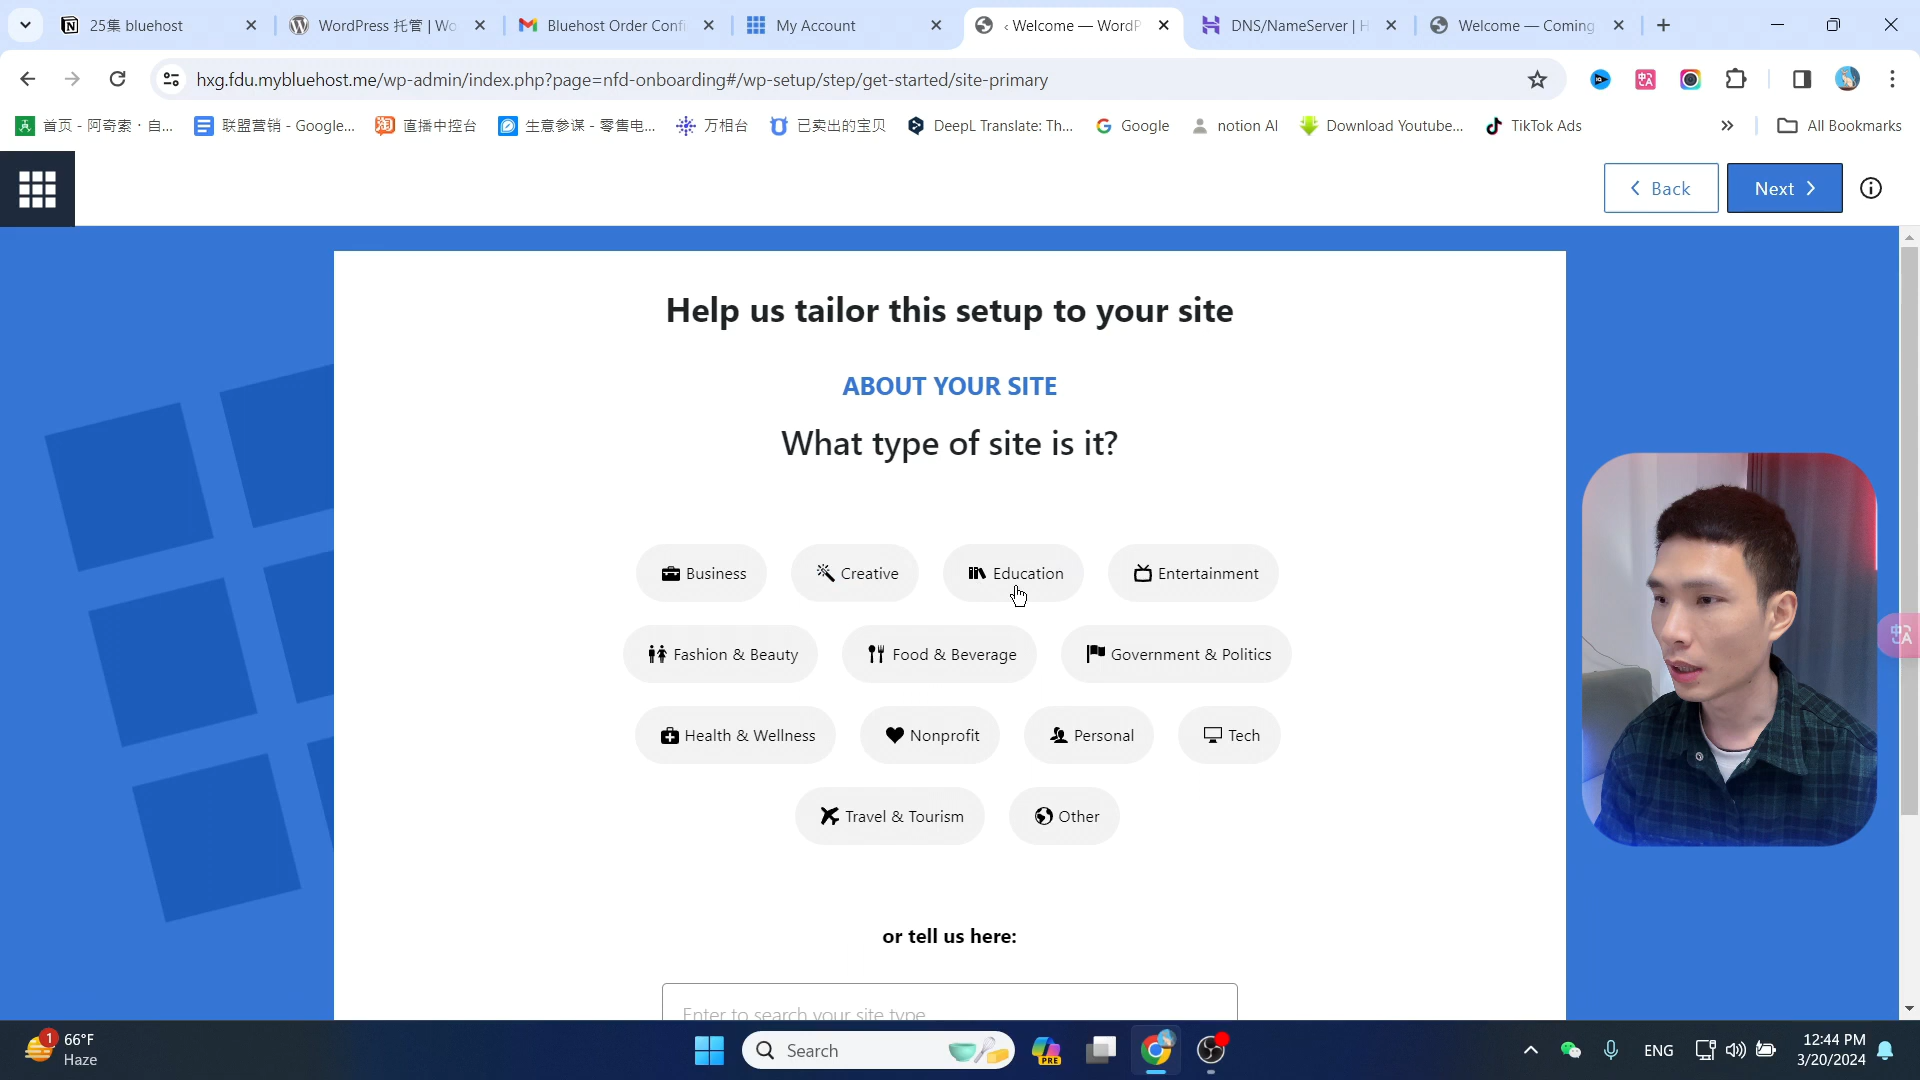 25集 bluehost
WordPress 托管 | Wo
Bluehost Order Confi
My Account
‹ Welcome — WordP
DNS/NameServer | H
Welcome — Coming
hxg.fdu.mybluehost.me/wp-admin/index.php?page=nfd-onboarding#/wp-setup/step/get-started/site-primary
首页 - 阿奇索 · 自...
联盟营销 - Google...
直播中控台
生意参谋 - 零售电...
万相台
已卖出的宝贝
DeepL Translate: Th...
Google
notion AI
Download Youtube...
TikTok Ads
»
All Bookmarks
Back
Next
Help us tailor this setup to your site
ABOUT YOUR SITE
What type of site is it?
Business
Creative
Education
Entertainment
Fashion & Beauty
Food & Beverage
Government & Politics
Health & Wellness
Nonprofit
Personal
Tech
Travel & Tourism
Other
or tell us here:
Enter to search your site type
1
66°F
Haze
Search
PRE
ENG
12:44 PM
3/20/2024